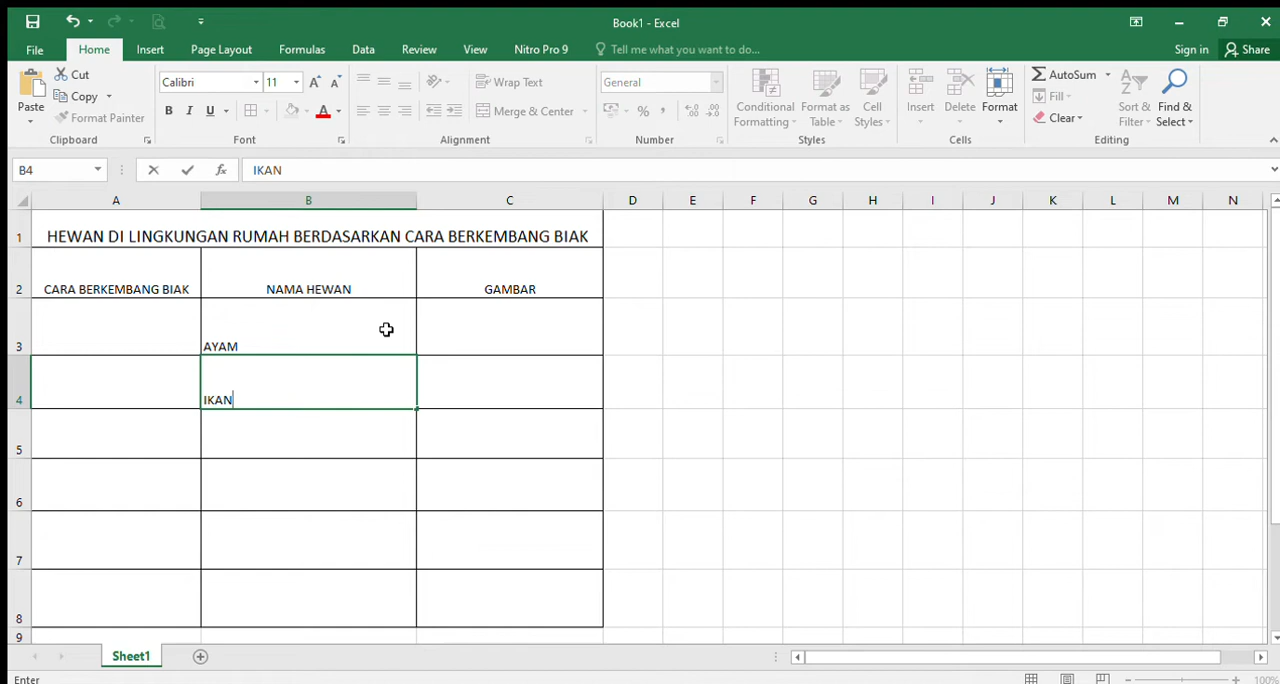 Book1 - Excel
File Home Insert Page Layout Formulas Data Review View Nitro Pro 9 Tell me what you want to do... Sign in Share
Paste Cut Copy Format Painter Clipboard
Calibri 11 A A B I U A Font
Wrap Text Merge & Center Alignment
General % , Number
Conditional Formatting Format as Table Cell Styles Styles
Insert Delete Format Cells
AutoSum Fill Clear Sort & Filter Find & Select Editing
B4 fx IKAN
A B C D E F G H I J K L M N
1 HEWAN DI LINGKUNGAN RUMAH BERDASARKAN CARA BERKEMBANG BIAK
2 CARA BERKEMBANG BIAK NAMA HEWAN GAMBAR
3 AYAM
4 IKAN
5
6
7
8
9
Sheet1
Enter 100%